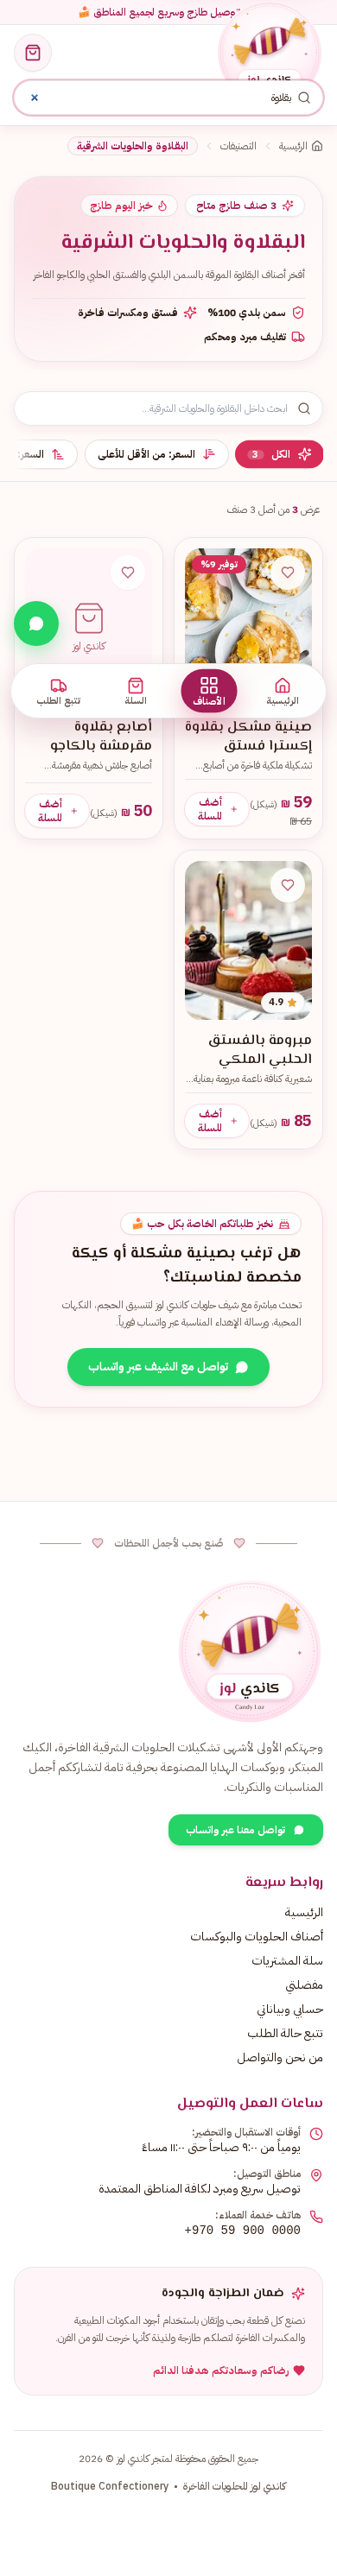 توصيل طازج وسريع لجميع المناطق 🍰
كاندي لوز
بقلاوة
×
الرئيسية
التصنيفات
البقلاوة والحلويات الشرقية
3 صنف طازج متاح
خبز اليوم طازج
البقلاوة والحلويات الشرقية
أفخر أصناف البقلاوة المورقة بالسمن البلدي والفستق الحلبي والكاجو الفاخر
سمن بلدي 100%
فستق ومكسرات فاخرة
تغليف مبرد ومحكم
ابحث داخل البقلاوة والحلويات الشرقية...
الكل 3
السعر: من الأقل للأعلى
السعر:
عرض 3 من أصل 3 صنف
توفير 9%
كاندي لوز
الرئيسية
الأصناف
السلة
تتبع الطلب
صينية مشكل بقلاوة
إكسترا فستق
تشكيلة ملكية فاخرة من أصابع...
59 ₪ (شيكل)
65 ₪
+ أضف
للسلة
أصابع بقلاوة
مقرمشة بالكاجو
أصابع جلاش ذهبية مقرمشة...
50 ₪ (شيكل)
+ أضف
للسلة
4.9
مبرومة بالفستق
الحلبي الملكي
شعيرية كنافة ناعمة مبرومة بعناية...
85 ₪ (شيكل)
+ أضف
للسلة
نخبز طلباتكم الخاصة بكل حب 🍰
هل ترغب بصينية مشكلة أو كيكة
مخصصة لمناسبتك؟
تحدث مباشرة مع شيف حلويات كاندي لوز لتنسيق الحجم، النكهات
المحبة، ورسالة الإهداء المناسبة عبر واتساب فورياً.
تواصل مع الشيف عبر واتساب
صُنع بحب لأجمل اللحظات
كاندي لوز
Candy Loz
وجهتكم الأولى لأشهى تشكيلات الحلويات الشرقية الفاخرة، الكيك
المبتكر، وبوكسات الهدايا المصنوعة بحرفية تامة لتشارككم أجمل
المناسبات والذكريات.
تواصل معنا عبر واتساب
روابط سريعة
الرئيسية
أصناف الحلويات والبوكسات
سلة المشتريات
مفضلتي
حسابي وبياناتي
تتبع حالة الطلب
من نحن والتواصل
ساعات العمل والتوصيل
أوقات الاستقبال والتحضير:
يومياً من ٩:٠٠ صباحاً حتى ١١:٠٠ مساءً
مناطق التوصيل:
توصيل سريع ومبرد لكافة المناطق المعتمدة
هاتف خدمة العملاء:
+970 59 900 0000
ضمان الطزاجة والجودة
نصنع كل قطعة بحب وإتقان باستخدام أجود المكونات الطبيعية
والمكسرات الفاخرة لتصلكم طازجة ولذيذة كأنها خرجت للتو من الفرن.
رضاكم وسعادتكم هدفنا الدائم
جميع الحقوق محفوظة لمتجر كاندي لوز © 2026
كاندي لوز للحلويات الفاخرة • Boutique Confectionery